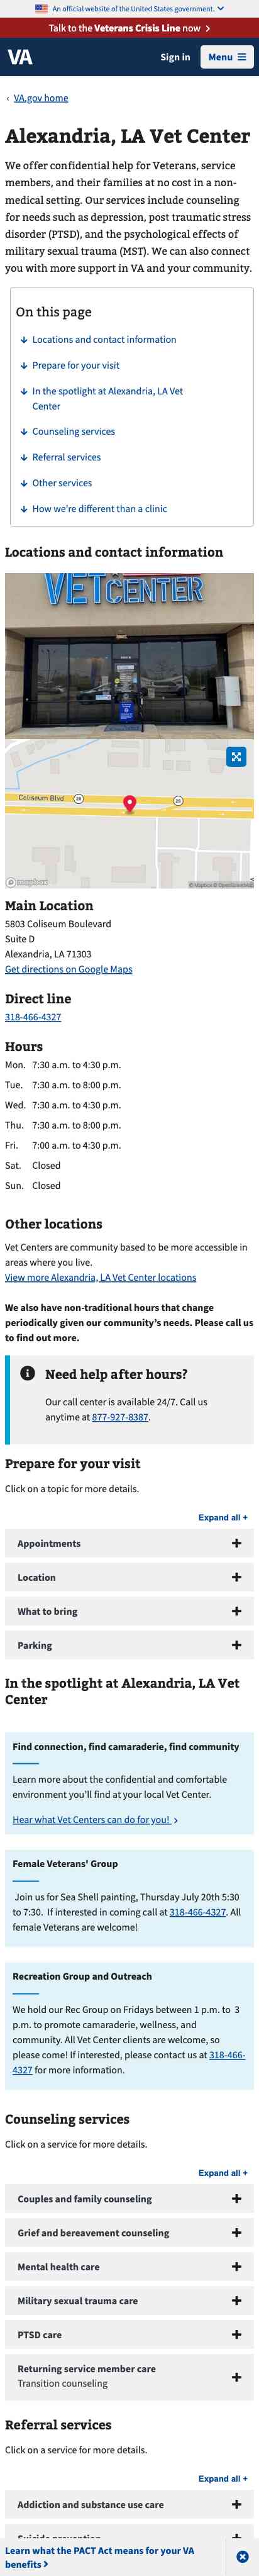 An official website of the United States government.
Talk to the Veterans Crisis Line now
VA
Sign in
Menu
VA.gov home
Alexandria, LA Vet Center
We offer confidential help for Veterans, service
members, and their families at no cost in a non-
medical setting. Our services include counseling
for needs such as depression, post traumatic stress
disorder (PTSD), and the psychological effects of
military sexual trauma (MST). We can also connect
you with more support in VA and your community.
On this page
Locations and contact information
Prepare for your visit
In the spotlight at Alexandria, LA Vet
Center
Counseling services
Referral services
Other services
How we're different than a clinic
Locations and contact information
VETCENTER
Coliseum Blvd
28
28
mapbox
© Mapbox © OpenStreetMap
Main Location
5803 Coliseum Boulevard
Suite D
Alexandria, LA 71303
Get directions on Google Maps
Direct line
318-466-4327
Hours
Mon. 7:30 a.m. to 4:30 p.m.
Tue. 7:30 a.m. to 8:00 p.m.
Wed. 7:30 a.m. to 4:30 p.m.
Thu. 7:30 a.m. to 8:00 p.m.
Fri. 7:00 a.m. to 4:30 p.m.
Sat. Closed
Sun. Closed
Other locations
Vet Centers are community based to be more accessible in
areas where you live.
View more Alexandria, LA Vet Center locations
We also have non-traditional hours that change
periodically given our community's needs. Please call us
to find out more.
Need help after hours?
Our call center is available 24/7. Call us
anytime at 877-927-8387.
Prepare for your visit
Click on a topic for more details.
Expand all +
Appointments
Location
What to bring
Parking
In the spotlight at Alexandria, LA Vet
Center
Find connection, find camaraderie, find community
Learn more about the confidential and comfortable
environment you'll find at your local Vet Center.
Hear what Vet Centers can do for you!
Female Veterans' Group
Join us for Sea Shell painting, Thursday July 20th 5:30
to 7:30. If interested in coming call at 318-466-4327. All
female Veterans are welcome!
Recreation Group and Outreach
We hold our Rec Group on Fridays between 1 p.m. to 3
p.m. to promote camaraderie, wellness, and
community. All Vet Center clients are welcome, so
please come! If interested, please contact us at 318-466-
4327 for more information.
Counseling services
Click on a service for more details.
Expand all +
Couples and family counseling
Grief and bereavement counseling
Mental health care
Military sexual trauma care
PTSD care
Returning service member care
Transition counseling
Referral services
Click on a service for more details.
Expand all +
Addiction and substance use care
Suicide prevention
Learn what the PACT Act means for your VA
benefits